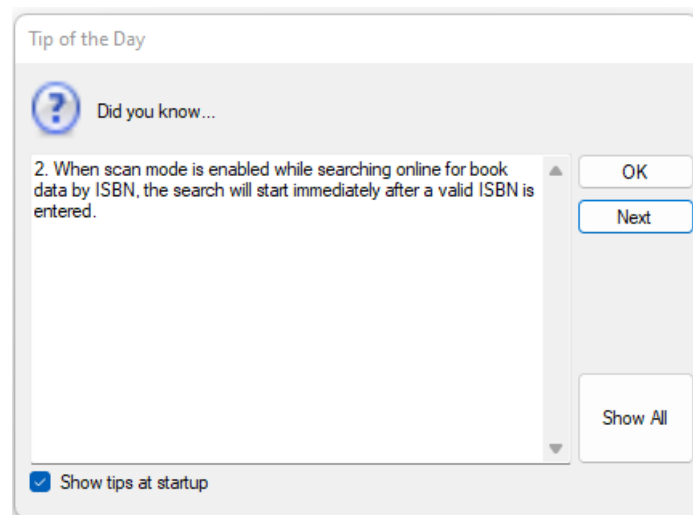 Tip of the Day
Did you know...
2. When scan mode is enabled while searching online for book
data by ISBN, the search will start immediately after a valid ISBN is
entered.
OK
Next
Show All
Show tips at startup